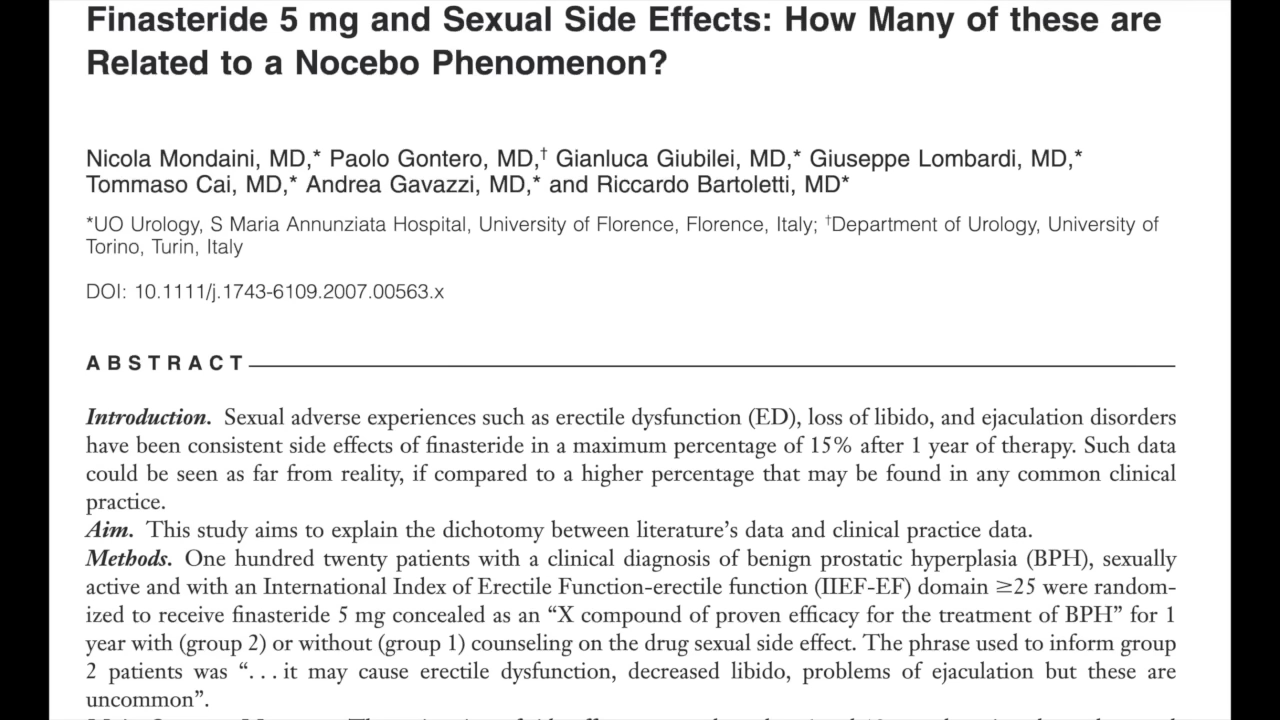 Finasteride 5 mg and Sexual Side Effects: How Many of these are
Related to a Nocebo Phenomenon?
Nicola Mondaini, MD,* Paolo Gontero, MD,† Gianluca Giubilei, MD,* Giuseppe Lombardi, MD,*
Tommaso Cai, MD,* Andrea Gavazzi, MD,* and Riccardo Bartoletti, MD*
*UO Urology, S Maria Annunziata Hospital, University of Florence, Florence, Italy; †Department of Urology, University of
Torino, Turin, Italy
DOI: 10.1111/j.1743-6109.2007.00563.x
ABSTRACT
Introduction. Sexual adverse experiences such as erectile dysfunction (ED), loss of libido, and ejaculation disorders
have been consistent side effects of finasteride in a maximum percentage of 15% after 1 year of therapy. Such data
could be seen as far from reality, if compared to a higher percentage that may be found in any common clinical
practice.
Aim. This study aims to explain the dichotomy between literature's data and clinical practice data.
Methods. One hundred twenty patients with a clinical diagnosis of benign prostatic hyperplasia (BPH), sexually
active and with an International Index of Erectile Function-erectile function (IIEF-EF) domain ≥25 were random-
ized to receive finasteride 5 mg concealed as an “X compound of proven efficacy for the treatment of BPH” for 1
year with (group 2) or without (group 1) counseling on the drug sexual side effect. The phrase used to inform group
2 patients was “. . . it may cause erectile dysfunction, decreased libido, problems of ejaculation but these are
uncommon”.